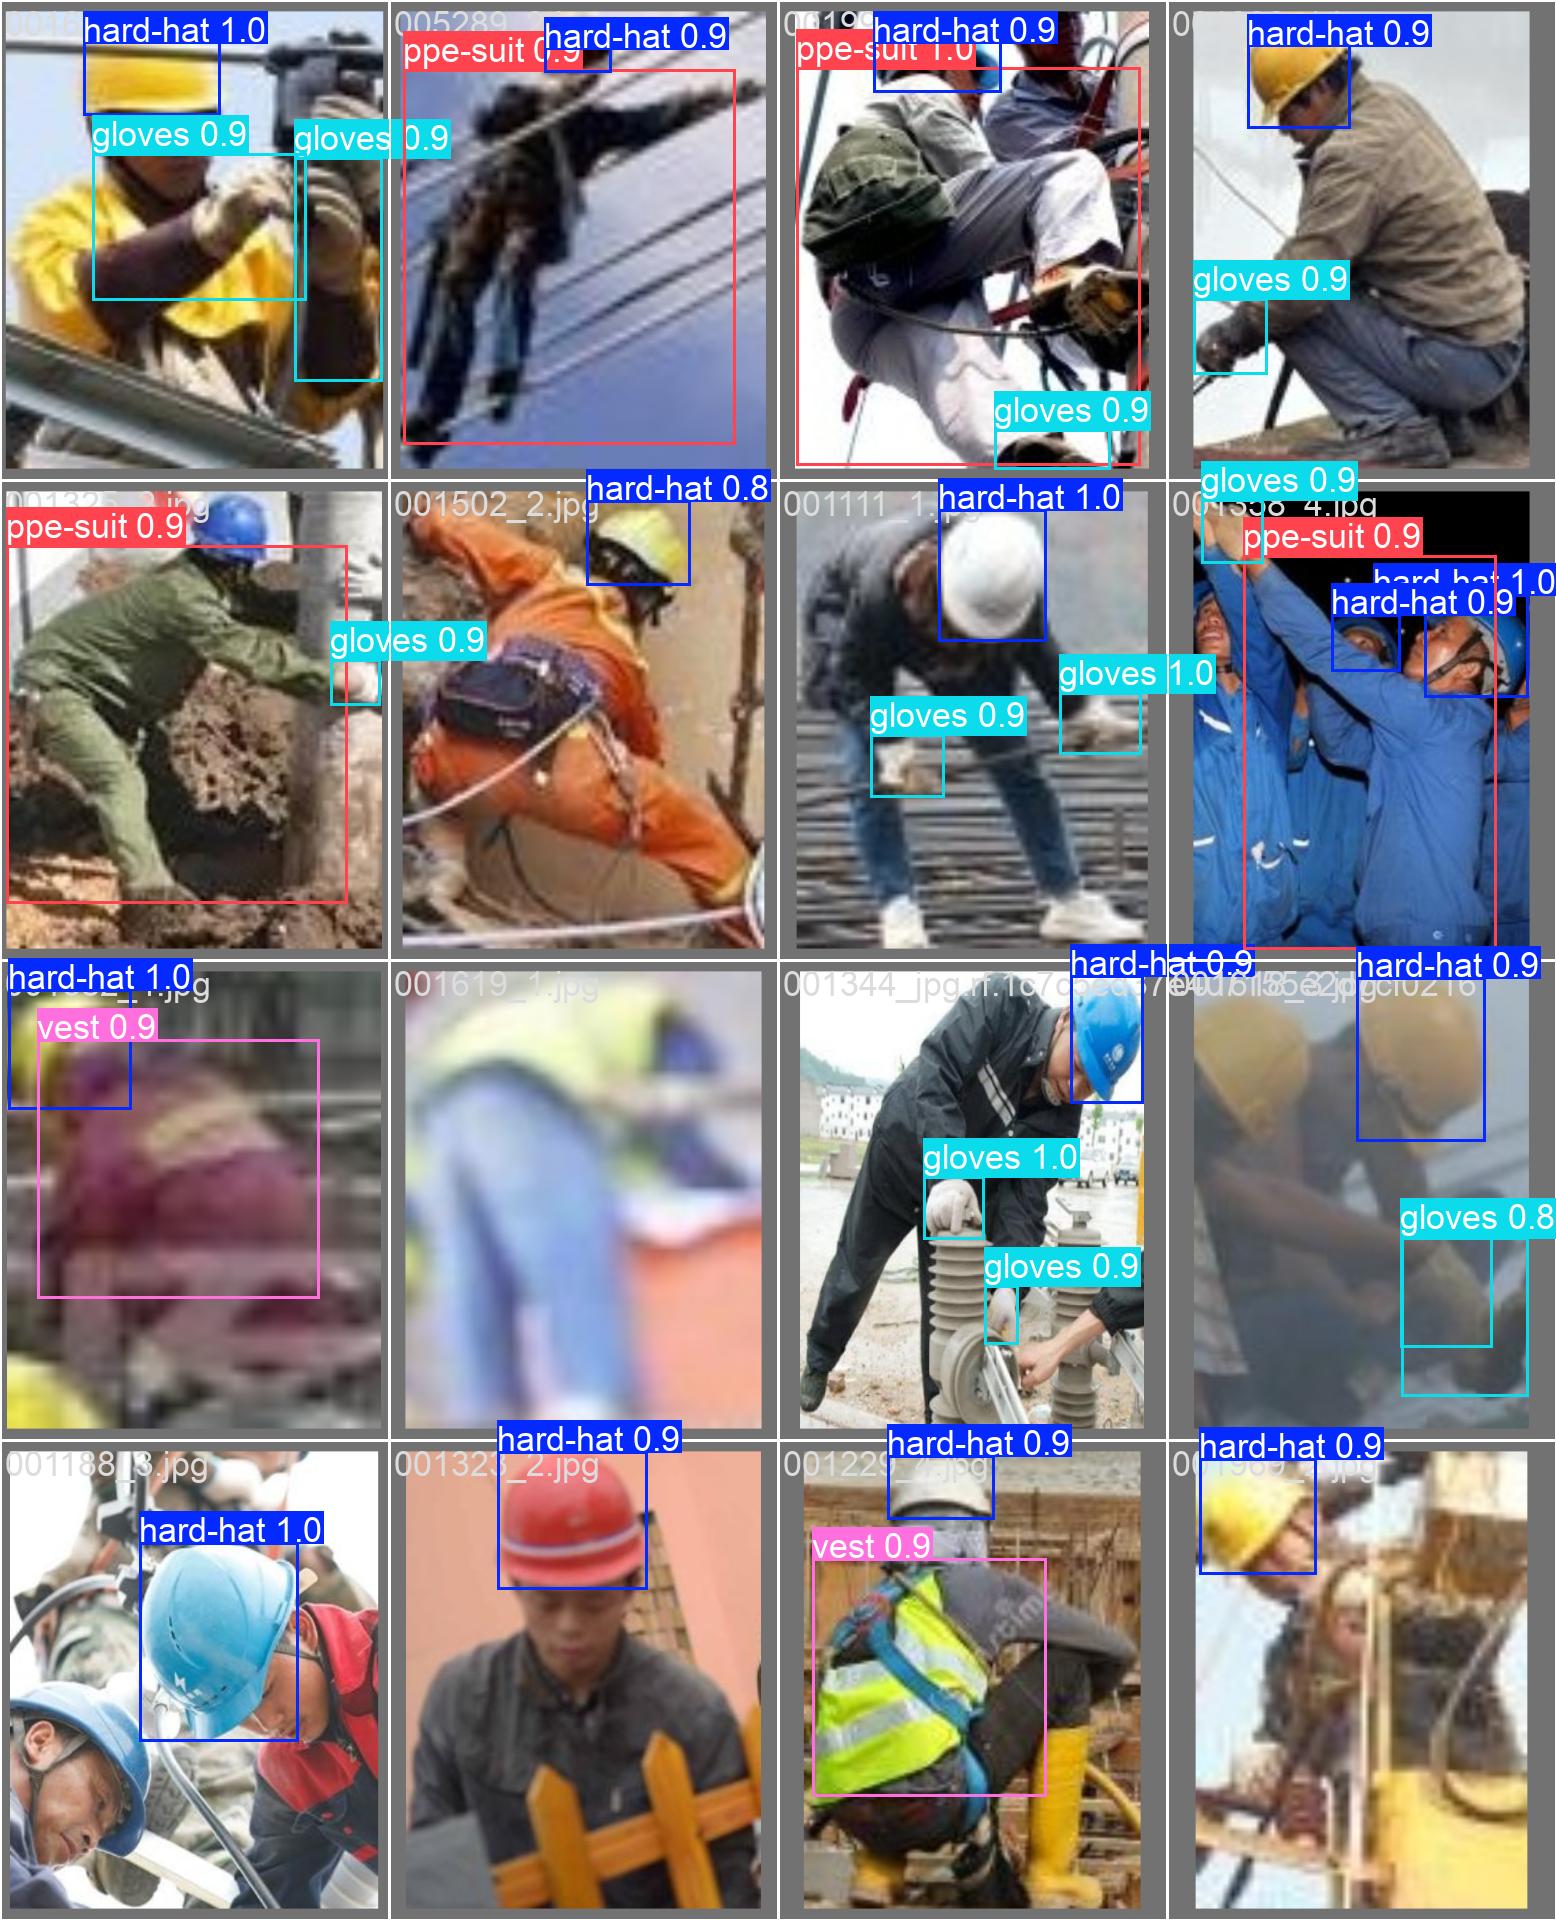 hard-hat 1.0
gloves 0.9
gloves 0.9
005289
ppe-suit 0.9
hard-hat 0.9
hard-hat 0.9
ppe-suit 1.0
gloves 0.9
hard-hat 0.9
gloves 0.9
ppe-suit 0.9
gloves 0.9
001502_2.jpg
hard-hat 0.8
001111_1.jpg
hard-hat 1.0
gloves 1.0
gloves 0.9
gloves 0.9
ppe-suit 0.9
hard-hat 1.0
hard-hat 0.9
hard-hat 1.0
vest 0.9
001619_1.jpg
hard-hat 0.9
gloves 1.0
gloves 0.9
hard-hat 0.9
gloves 0.8
001188_3.jpg
hard-hat 1.0
001323_2.jpg
hard-hat 0.9
hard-hat 0.9
vest 0.9
hard-hat 0.9